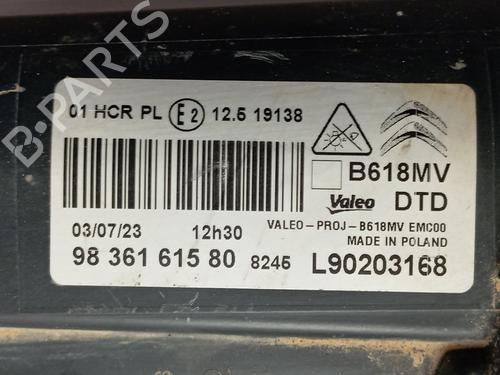 B-PARTS
01 HCR PL E2 12.5 19138
B618MV
Valeo DTD
03/07/23 12h30
VALEO-PROJ-B618MV EMC00
MADE IN POLAND
98 361 615 80 8245 L90203168